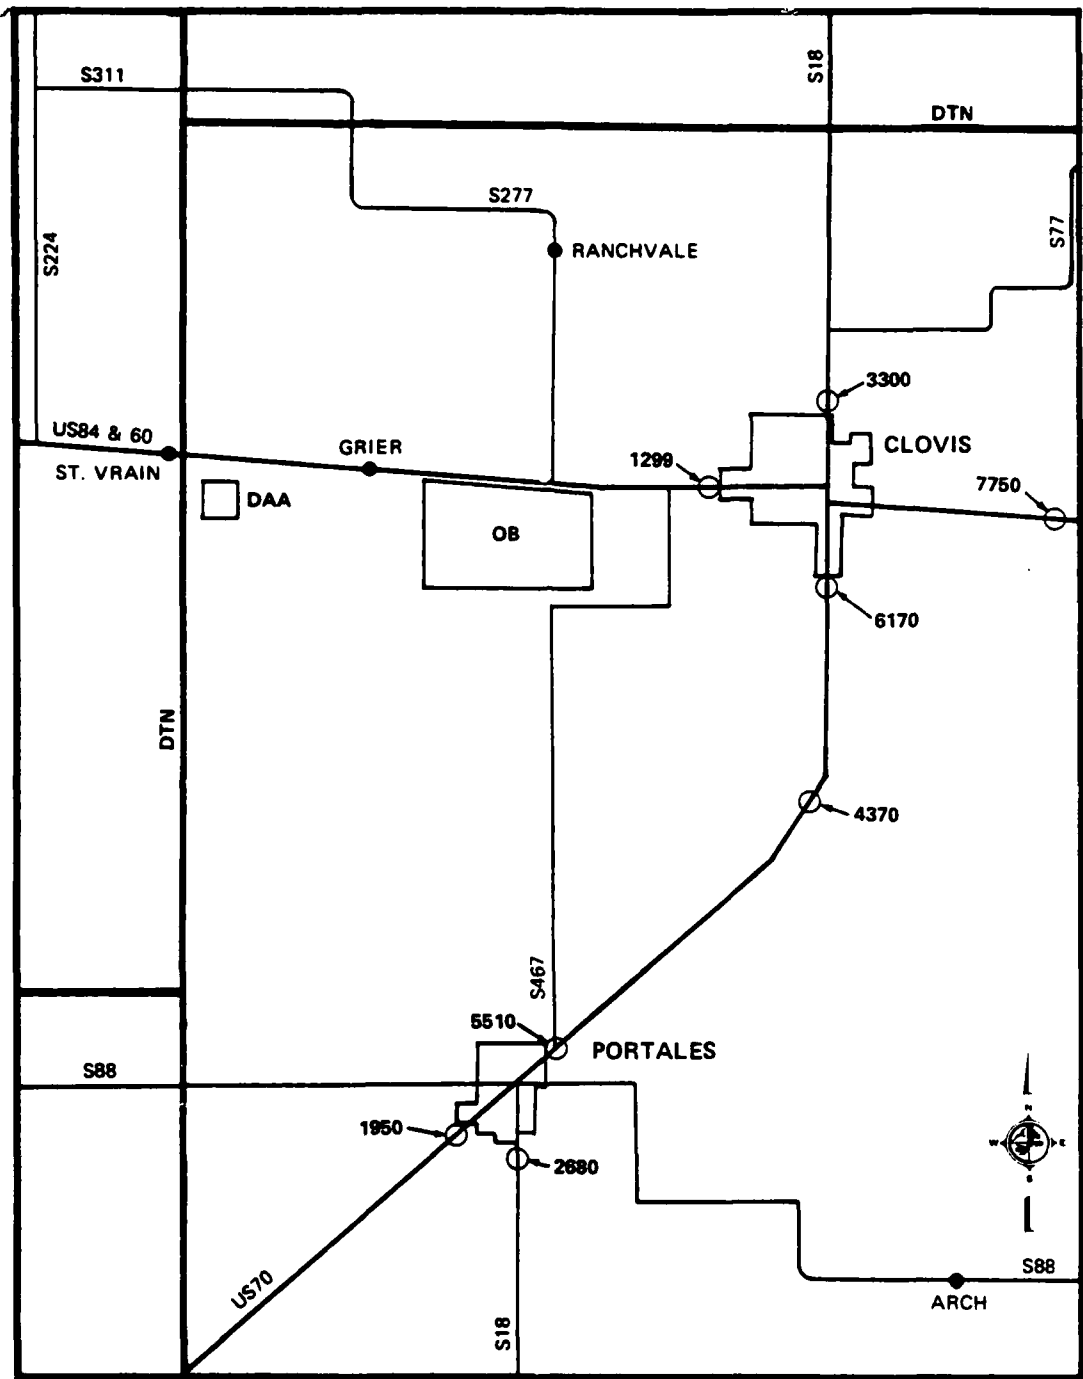 S311
S18
DTN
S277
S77
S224
RANCHVALE
3300
US84 & 60
GRIER
CLOVIS
ST. VRAIN
1299
7750
DAA
OB
6170
DTN
4370
S467
5510
PORTALES
S88
1950
2680
N
W
E
S
US70
S18
S88
ARCH